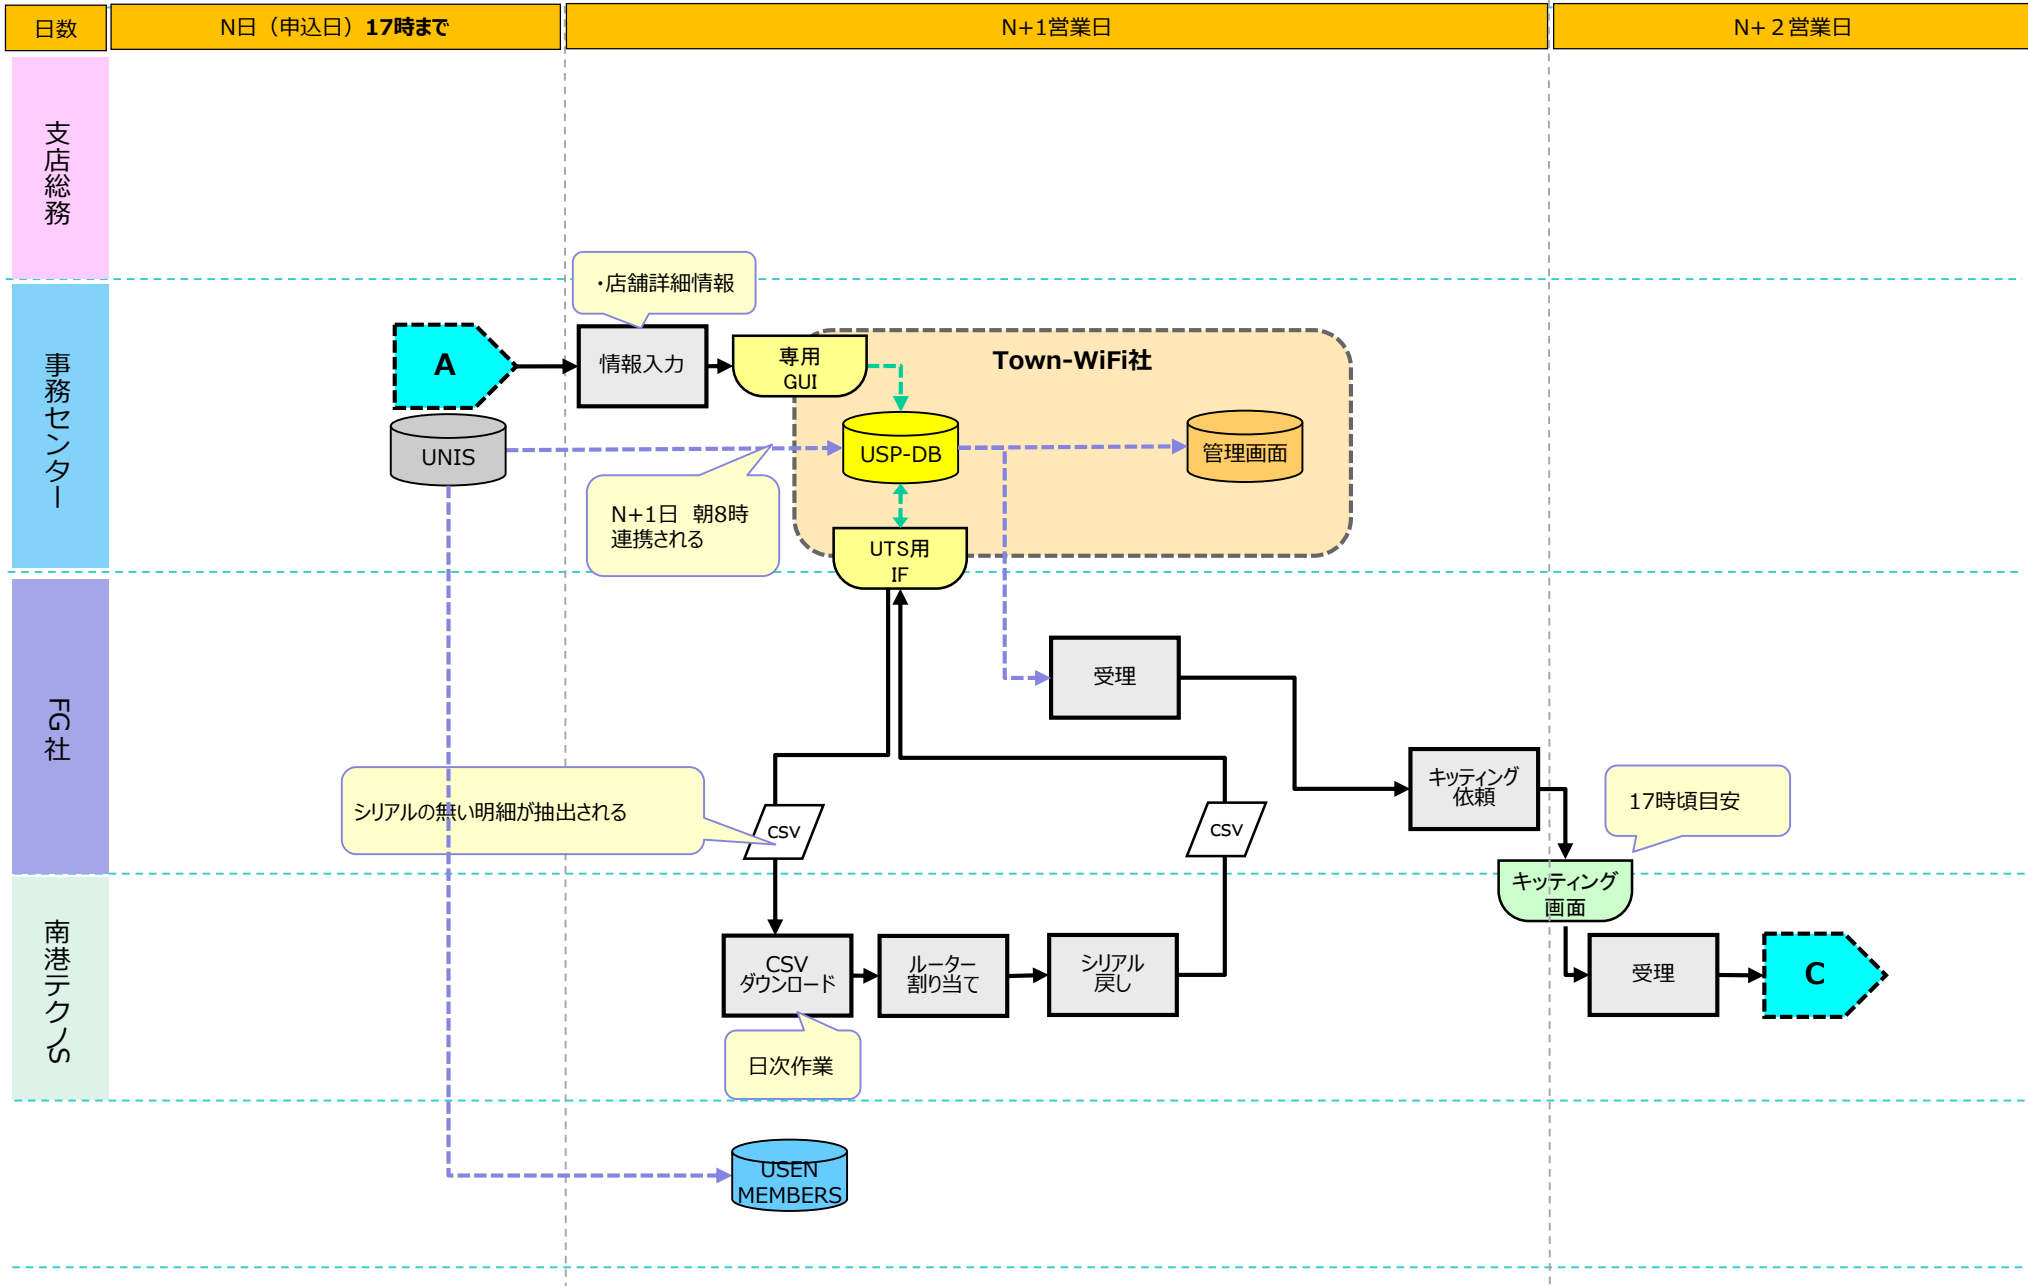 日数
N日（申込日）17時まで
N+1営業日
N+２営業日
支店総務
事務センター
FG社
南港テクノS
・店舗詳細情報
A
情報入力
専用
GUI
Town-WiFi社
UNIS
USP-DB
管理画面
N+1日 朝8時
連携される
UTS用
IF
受理
キッティング
依頼
17時頃目安
シリアルの無い明細が抽出される
CSV
CSV
キッティング
画面
CSV
ダウンロード
ルーター
割り当て
シリアル
戻し
受理
C
日次作業
USEN
MEMBERS